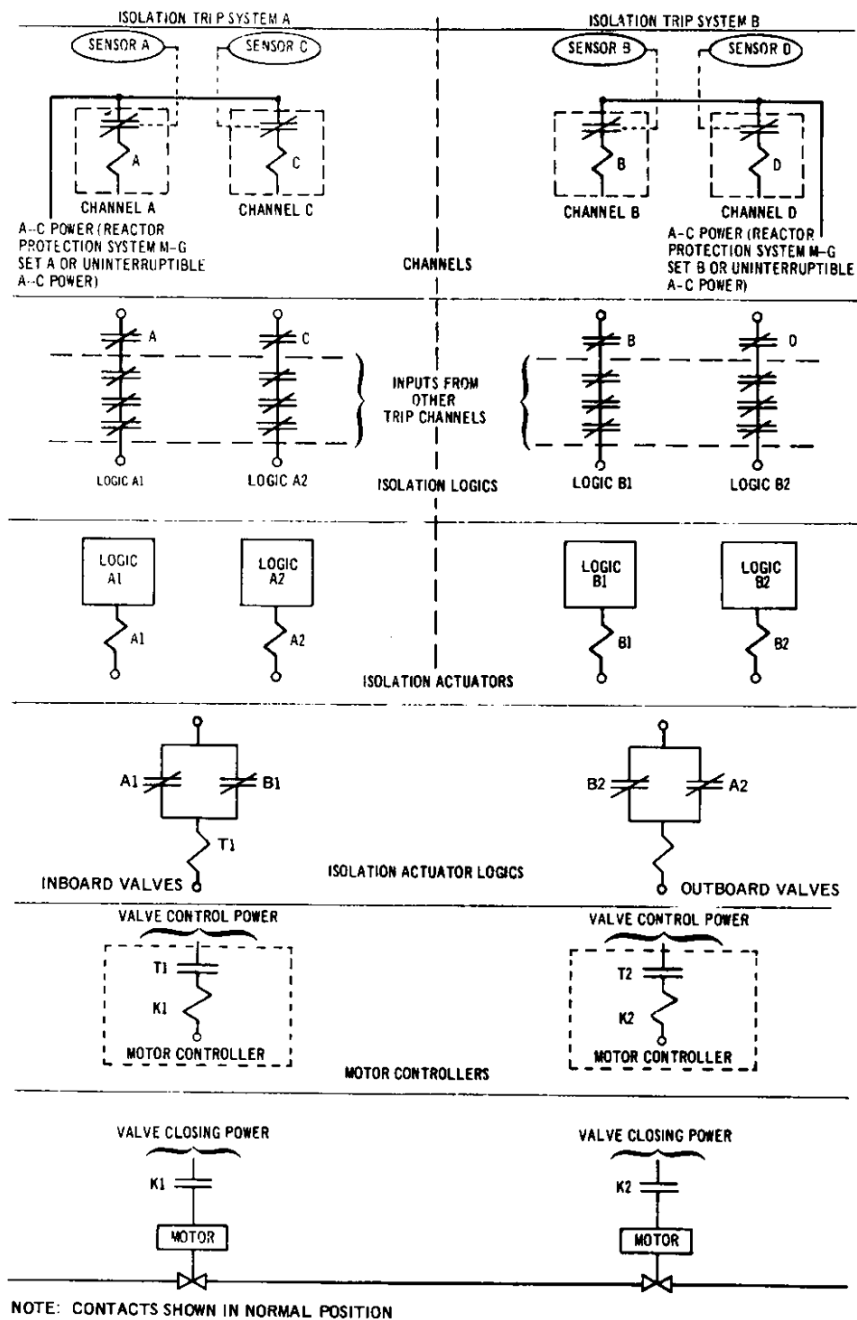 ISOLATION TRIP SYSTEM A
ISOLATION TRIP SYSTEM B
SENSOR A
SENSOR C
SENSOR B
SENSOR D
A
C
B
D
CHANNEL A
CHANNEL C
CHANNEL B
CHANNEL D
A-C POWER (REACTOR
PROTECTION SYSTEM M-G
SET A OR UNINTERRUPTIBLE
A-C POWER)
CHANNELS
A-C POWER (REACTOR
PROTECTION SYSTEM M-G
SET B OR UNINTERRUPTIBLE
A-C POWER)
A
C
B
D
INPUTS FROM
OTHER
TRIP CHANNELS
LOGIC A1
LOGIC A2
ISOLATION LOGICS
LOGIC B1
LOGIC B2
LOGIC
A1
LOGIC
A2
LOGIC
B1
LOGIC
B2
A1
A2
B1
B2
ISOLATION ACTUATORS
A1
B1
B2
A2
T1
ISOLATION ACTUATOR LOGICS
INBOARD VALVES
OUTBOARD VALVES
VALVE CONTROL POWER
VALVE CONTROL POWER
T1
T2
K1
K2
MOTOR CONTROLLER
MOTOR CONTROLLER
MOTOR CONTROLLERS
VALVE CLOSING POWER
VALVE CLOSING POWER
K1
K2
MOTOR
MOTOR
NOTE: CONTACTS SHOWN IN NORMAL POSITION